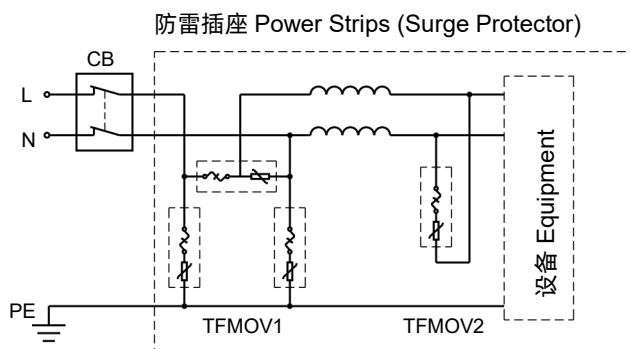 防雷插座 Power Strips (Surge Protector)
CB
L
N
设备 Equipment
PE
TFMOV1
TFMOV2